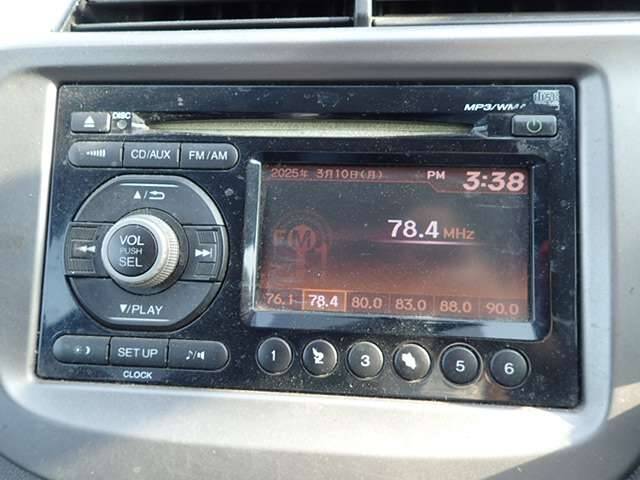 MP3/WMA
DISC
CD/AUX FM/AM
2025年 3月10日(月) PM 3:38
VOL
PUSH
SEL
78.4 MHz
FM1
76.1 78.4 80.0 83.0 88.0 90.0
▼/PLAY
SET UP
CLOCK
1 3 5 6